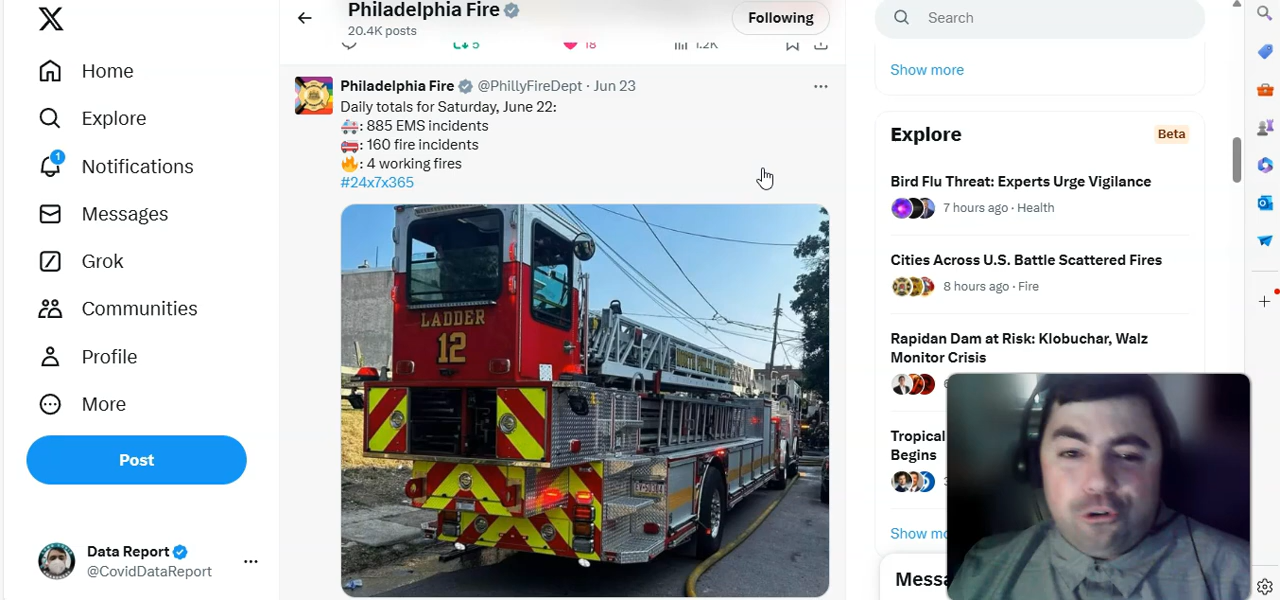 Philadelphia Fire
20.4K posts
Following
Search
5
18
1.2K
Show more
Home
Explore
Notifications
1
Messages
Grok
Communities
Profile
More
Post
Data Report
@CovidDataReport
Philadelphia Fire @PhillyFireDept · Jun 23
Daily totals for Saturday, June 22:
🚑: 885 EMS incidents
🚒: 160 fire incidents
🔥: 4 working fires
#24x7x365
LADDER
12
Explore
Beta
Bird Flu Threat: Experts Urge Vigilance
7 hours ago · Health
Cities Across U.S. Battle Scattered Fires
8 hours ago · Fire
Rapidan Dam at Risk: Klobuchar, Walz
Monitor Crisis
Tropical
Begins
Show mo
Messa